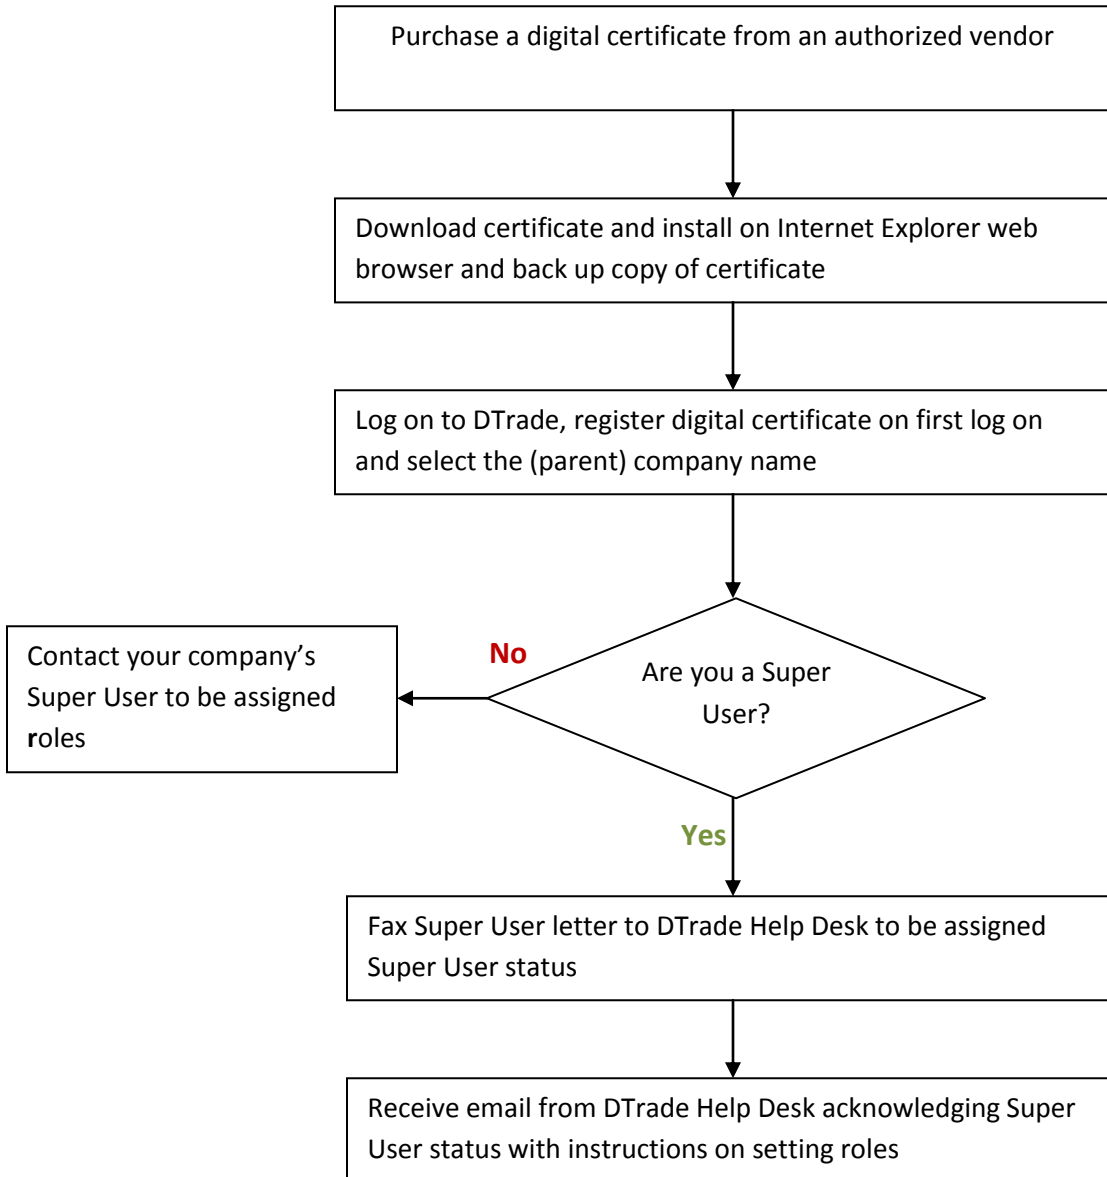 Purchase a digital certificate from an authorized vendor
Download certificate and install on Internet Explorer web
browser and back up copy of certificate
Log on to DTrade, register digital certificate on first log on
and select the (parent) company name
Are you a Super
User?
No
Contact your company’s
Super User to be assigned
roles
Yes
Fax Super User letter to DTrade Help Desk to be assigned
Super User status
Receive email from DTrade Help Desk acknowledging Super
User status with instructions on setting roles